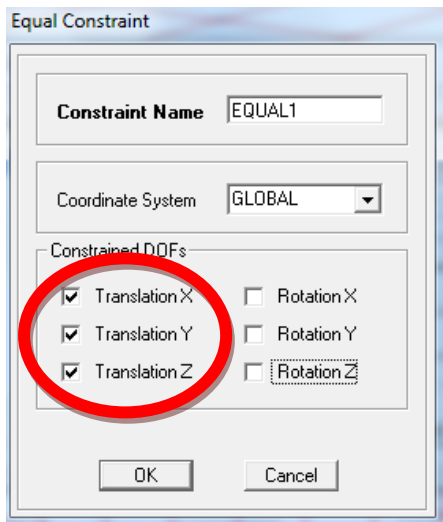 Equal Constraint
Constraint Name EQUAL1
Coordinate System GLOBAL
Constrained DOFs
Translation X Rotation X
Translation Y Rotation Y
Translation Z Rotation Z
OK Cancel